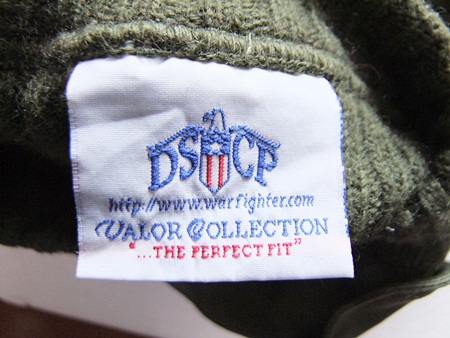 DSCP
http://www.warfighter.com
VALOR COLLECTION
"...THE PERFECT FIT"